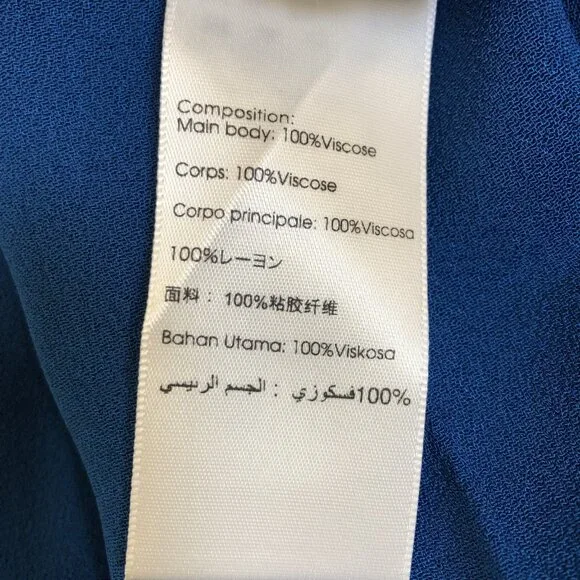 Composition:
Main body: 100%Viscose
Corps: 100%Viscose
Corpo principale: 100%Viscosa
100%レーヨン
面料： 100%粘胶纤维
Bahan Utama: 100%Viskosa
الجسم الرئيسي : فسكوزي100%